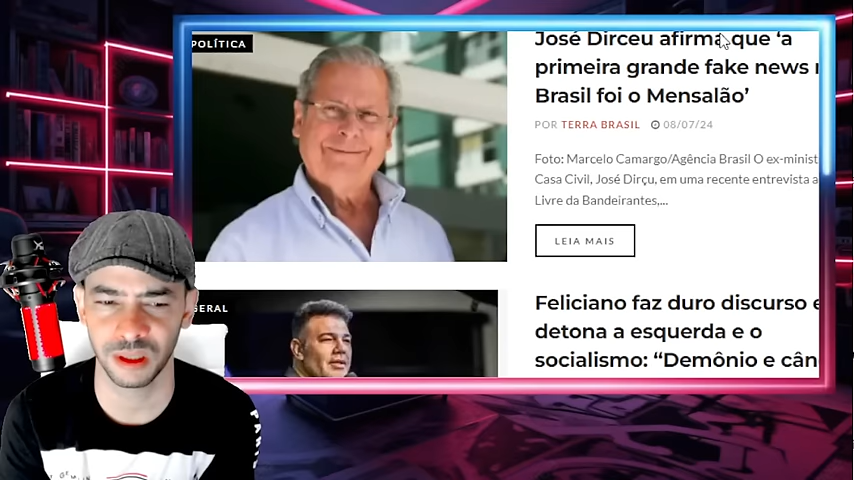 POLÍTICA
José Dirceu afirma que ‘a
primeira grande fake news
Brasil foi o Mensalão’
POR TERRA BRASIL 08/07/24
Foto: Marcelo Camargo/Agência Brasil O ex-minist
Casa Civil, José Dirçu, em uma recente entrevista a
Livre da Bandeirantes,...
LEIA MAIS
GERAL
Feliciano faz duro discurso e
detona a esquerda e o
socialismo: “Demônio e cân